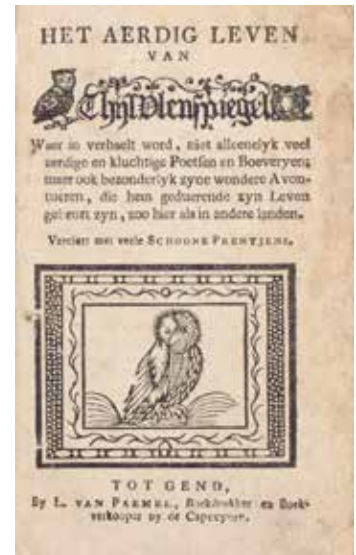 HET AERDIG LEVEN
VAN
Thyl Ulenspiegel
Waer in verhaelt word, niet alleenelyk veel
aerdige en kluchtige Poetsen en Boeveryen;
maer ook bezonderlyk zyne wondere Avon-
tueren, die hem geduerende zyn Leven
gebeurt zyn, zoo hier als in andere landen.
Verciert met veele SCHOONE PRENTJENS.
TOT GEND,
By L. VAN PAEMEL, Boekdrukker en Boek-
verkooper op de